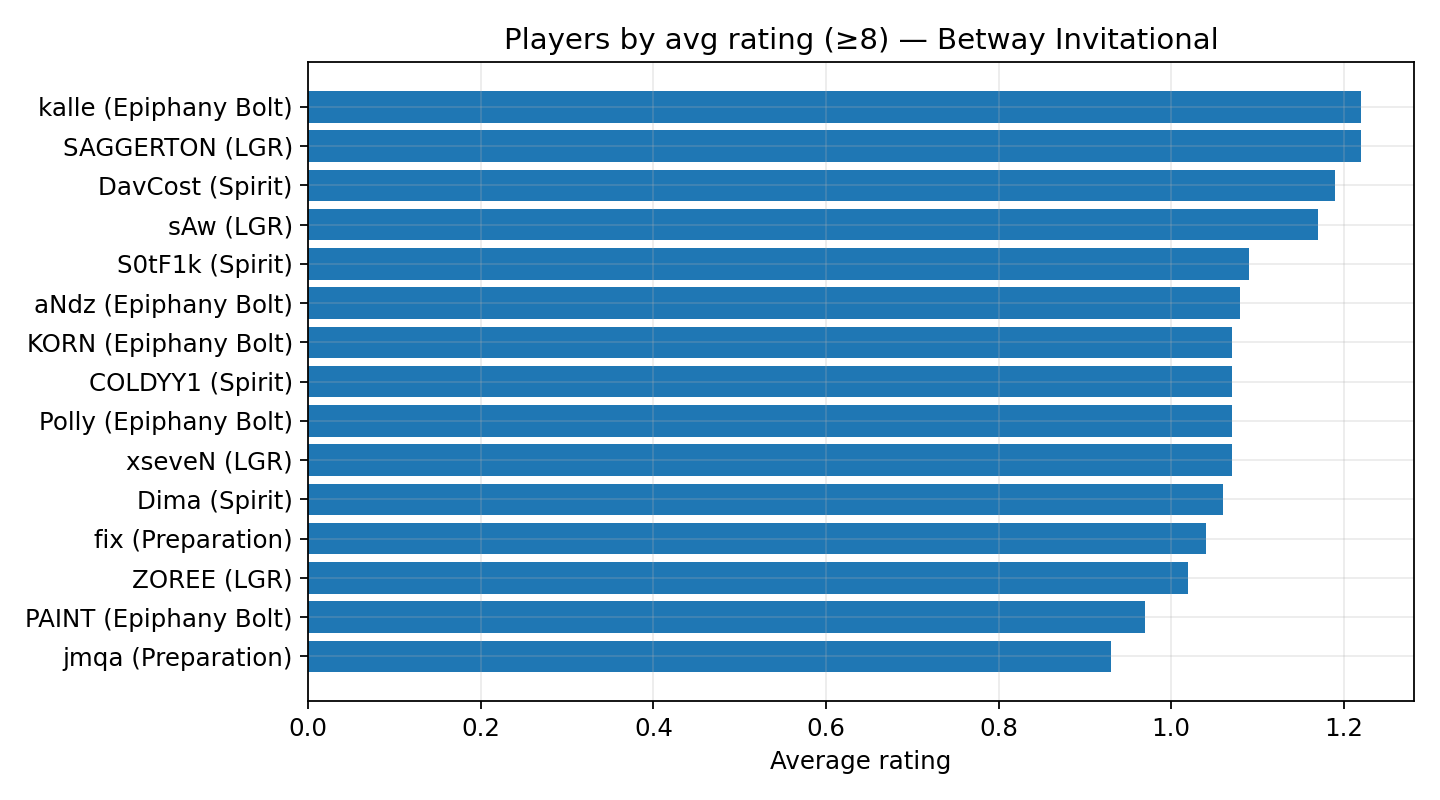 Players by avg rating (≥8) — Betway Invitational
kalle (Epiphany Bolt)
SAGGERTON (LGR)
DavCost (Spirit)
sAw (LGR)
S0tF1k (Spirit)
aNdz (Epiphany Bolt)
KORN (Epiphany Bolt)
COLDYY1 (Spirit)
Polly (Epiphany Bolt)
xseveN (LGR)
Dima (Spirit)
fix (Preparation)
ZOREE (LGR)
PAINT (Epiphany Bolt)
jmqa (Preparation)
0.0 0.2 0.4 0.6 0.8 1.0 1.2
Average rating